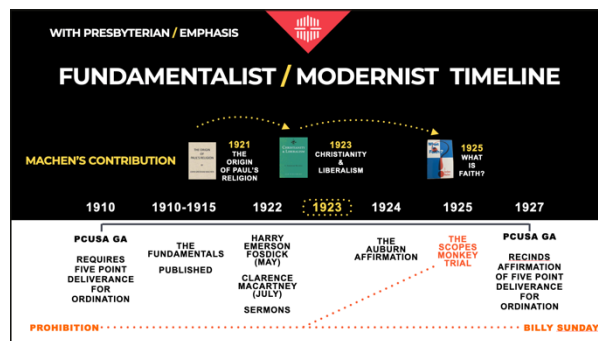 WITH PRESBYTERIAN / EMPHASIS
FUNDAMENTALIST / MODERNIST TIMELINE
MACHEN'S CONTRIBUTION
1921
THE
ORIGIN
OF PAUL'S
RELIGION
1923
CHRISTIANITY
&
LIBERALISM
1925
WHAT
IS
FAITH?
1910
1910-1915
1922
1923
1924
1925
1927
PCUSA GA
REQUIRES
FIVE POINT
DELIVERANCE
FOR
ORDINATION
THE
FUNDAMENTALS
PUBLISHED
HARRY
EMERSON
FOSDICK
(MAY)
CLARENCE
MACARTNEY
(JULY)
SERMONS
THE
AUBURN
AFFIRMATION
THE
SCOPES
MONKEY
TRIAL
PCUSA GA
RECINDS
AFFIRMATION
OF FIVE POINT
DELIVERANCE
FOR
ORDINATION
PROHIBITION
BILLY SUNDAY